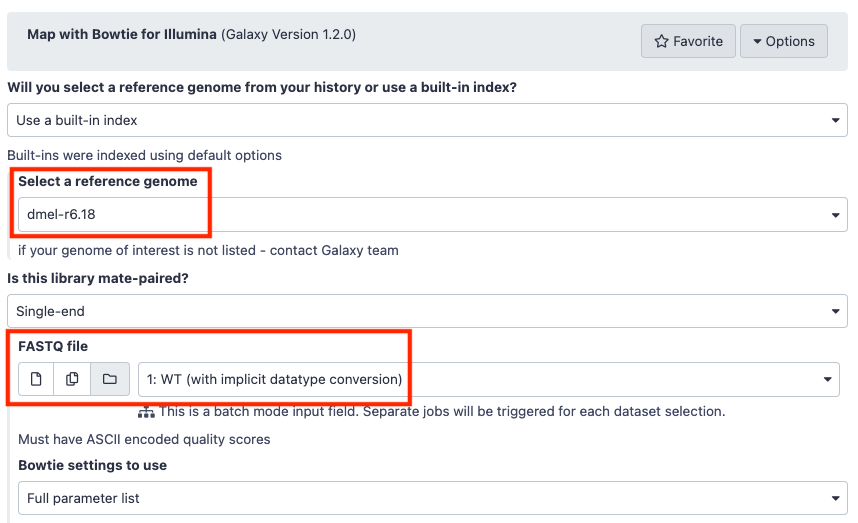 Map with Bowtie for Illumina (Galaxy Version 1.2.0)
Favorite
Options
Will you select a reference genome from your history or use a built-in index?
Use a built-in index
Built-ins were indexed using default options
Select a reference genome
dmel-r6.18
if your genome of interest is not listed - contact Galaxy team
Is this library mate-paired?
Single-end
FASTQ file
1: WT (with implicit datatype conversion)
This is a batch mode input field. Separate jobs will be triggered for each dataset selection.
Must have ASCII encoded quality scores
Bowtie settings to use
Full parameter list